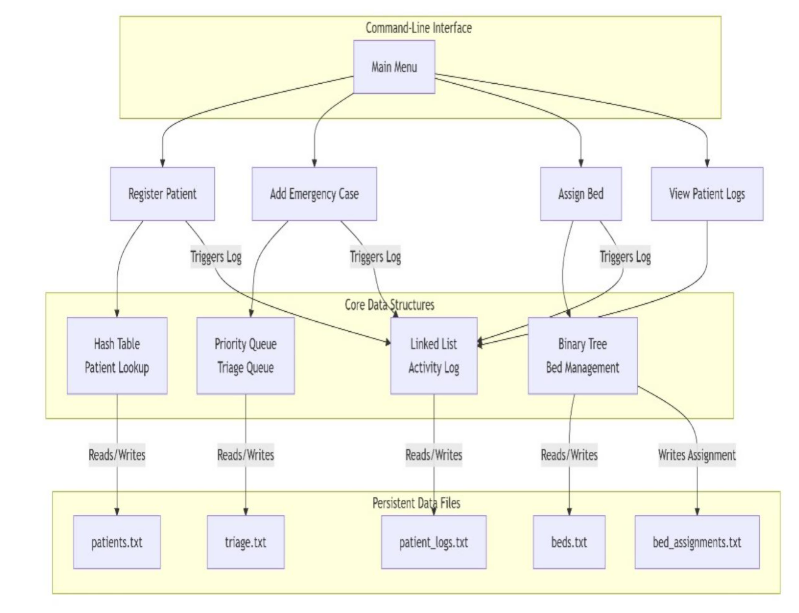 Command-Line Interface
Main Menu
Register Patient
Add Emergency Case
Assign Bed
View Patient Logs
Triggers Log
Triggers Log
Triggers Log
Core Data Structures
Hash Table
Patient Lookup
Priority Queue
Triage Queue
Linked List
Activity Log
Binary Tree
Bed Management
Reads/Writes
Reads/Writes
Reads/Writes
Reads/Writes
Writes Assignment
Persistent Data Files
patients.txt
triage.txt
patient_logs.txt
beds.txt
bed_assignments.txt